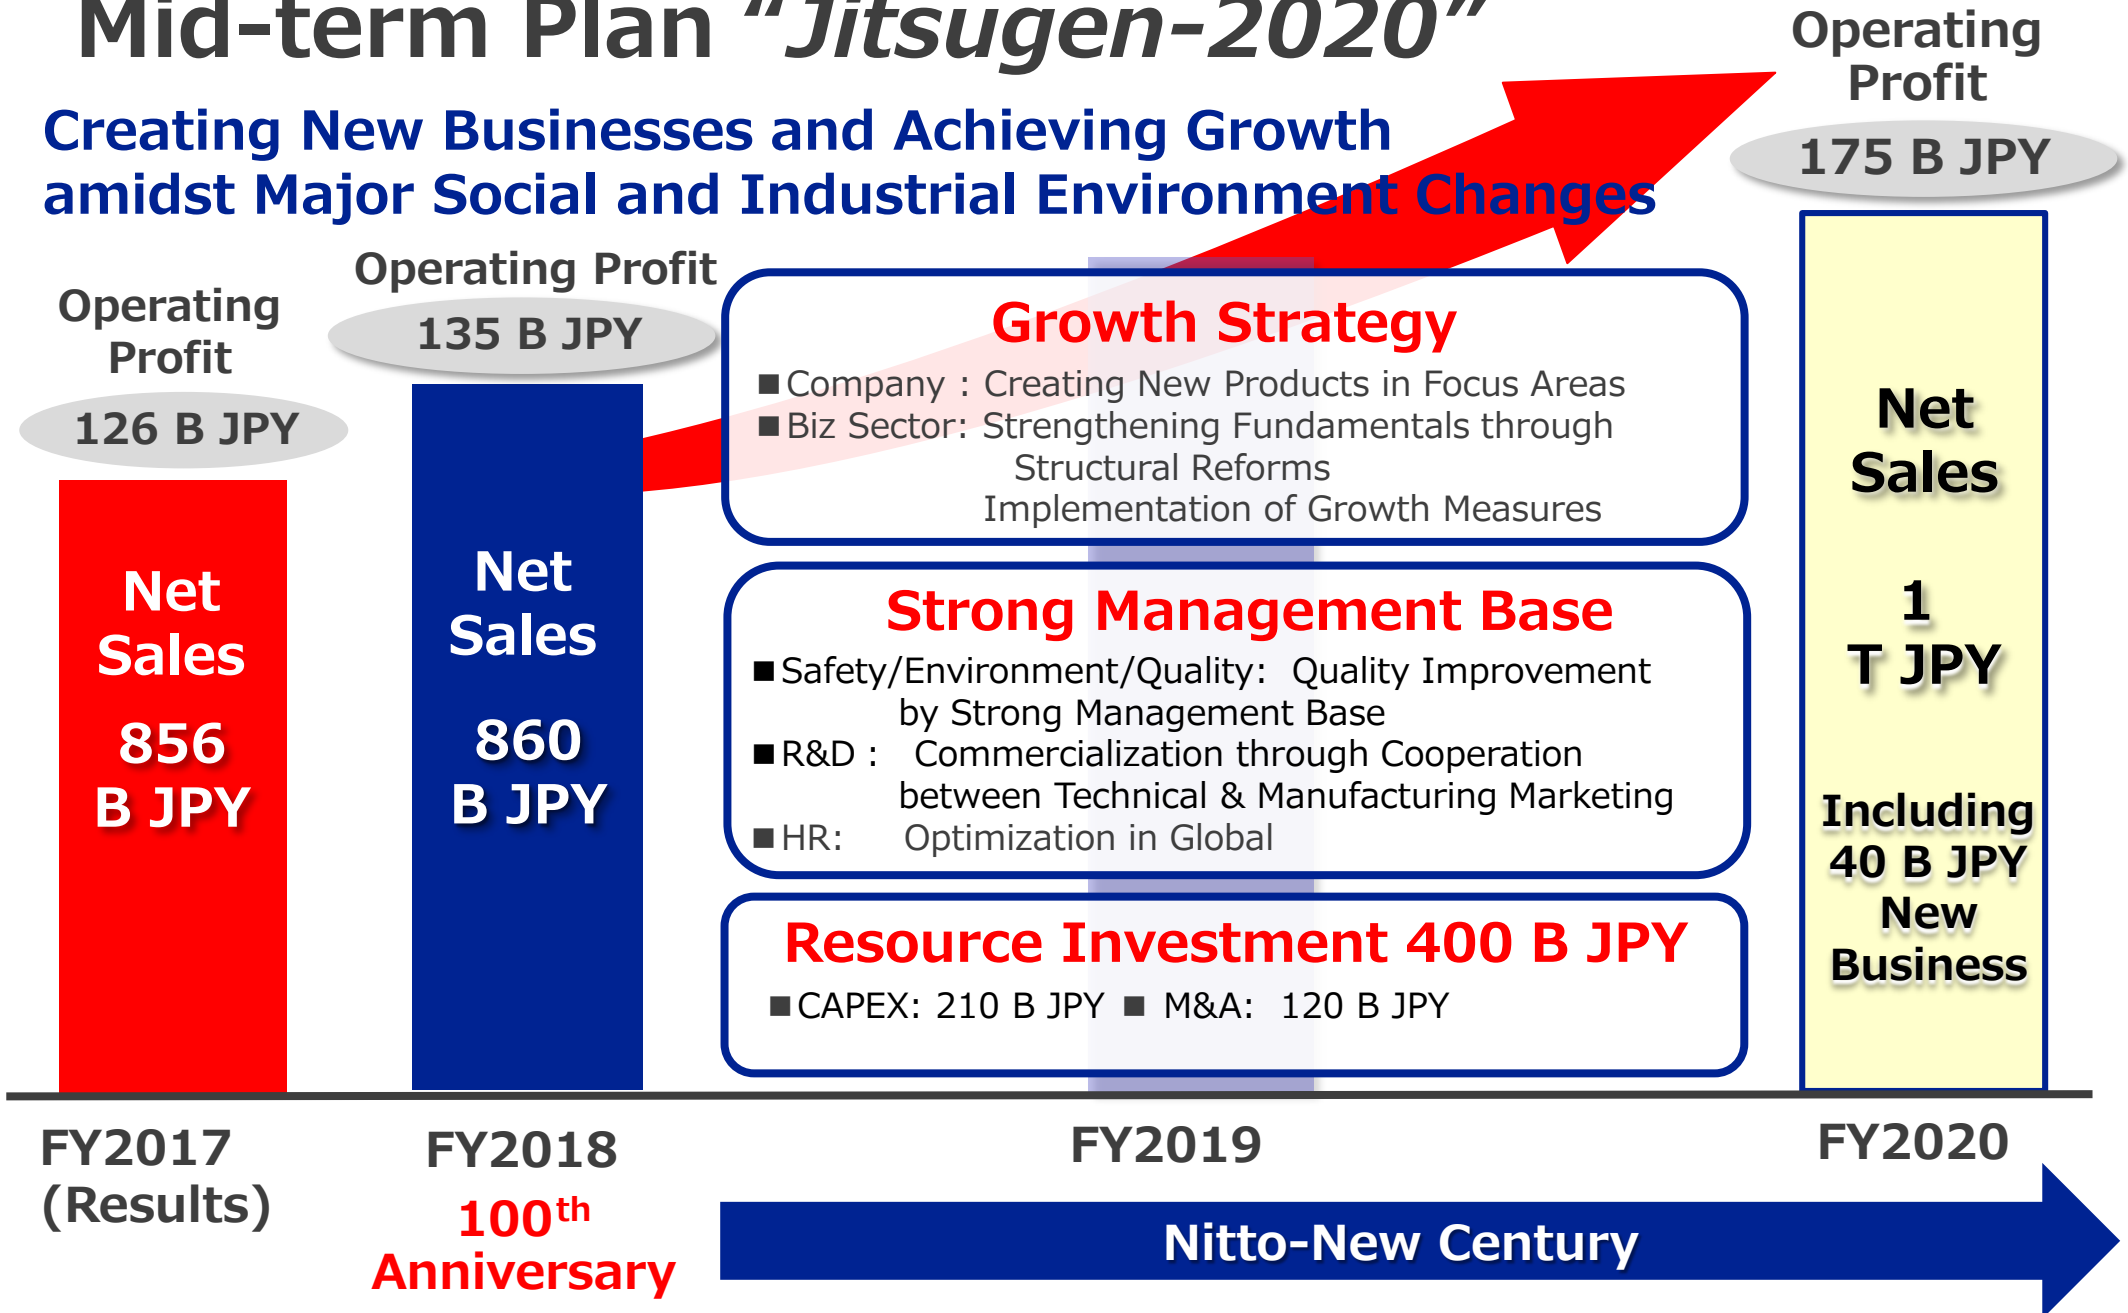 Mid-term Plan “Jitsugen-2020”
Creating New Businesses and Achieving Growth
amidst Major Social and Industrial Environment Changes
Operating
Profit
126 B JPY
Net
Sales
856
B JPY
Operating Profit
135 B JPY
Net
Sales
860
B JPY
Growth Strategy
■Company : Creating New Products in Focus Areas
■Biz Sector: Strengthening Fundamentals through
Structural Reforms
Implementation of Growth Measures
Strong Management Base
■Safety/Environment/Quality: Quality Improvement
by Strong Management Base
■R&D : Commercialization through Cooperation
between Technical & Manufacturing Marketing
■HR: Optimization in Global
Resource Investment 400 B JPY
■CAPEX: 210 B JPY ■ M&A: 120 B JPY
Operating
Profit
175 B JPY
Net
Sales
1
T JPY
Including
40 B JPY
New
Business
FY2017
(Results)
FY2018
100th
Anniversary
FY2019
FY2020
Nitto-New Century